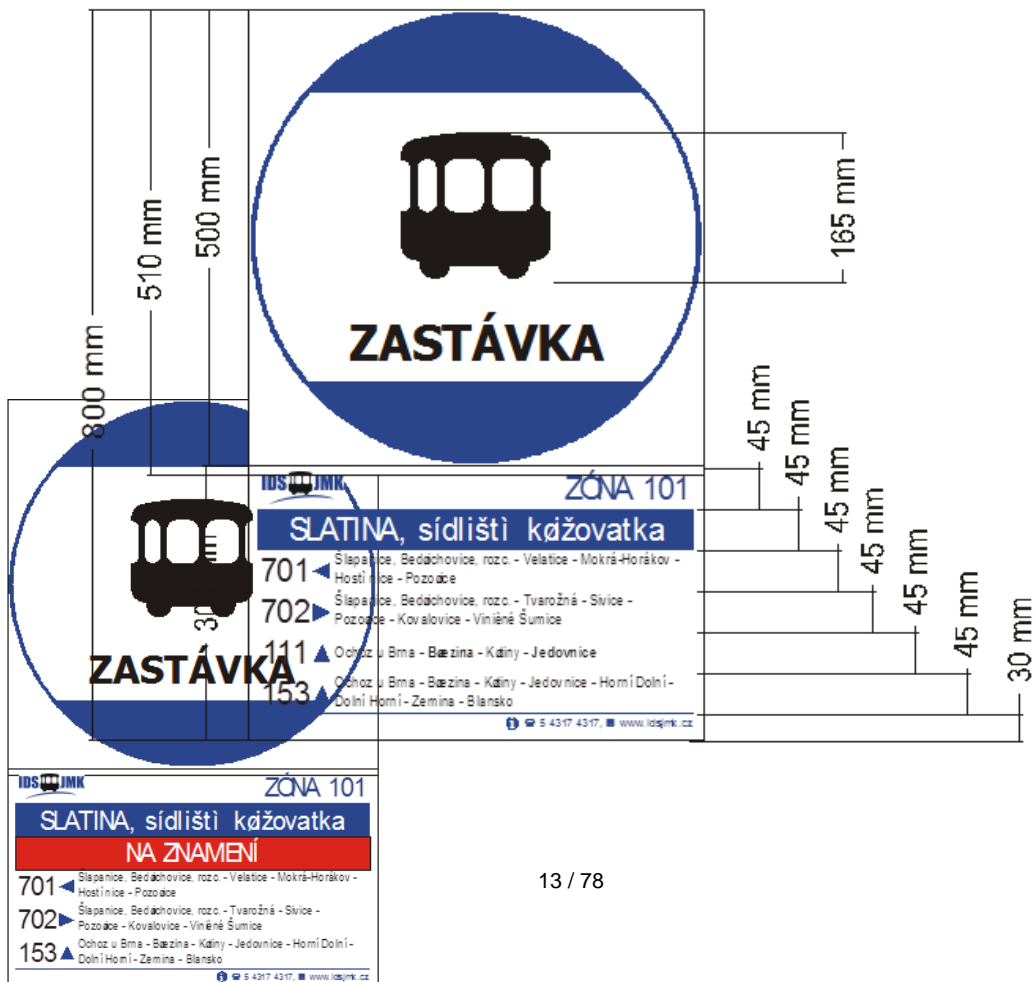 800 mm
510 mm
500 mm
165 mm
ZASTÁVKA
45 mm
45 mm
45 mm
45 mm
45 mm
45 mm
30 mm
IDS JMK
ZÓNA 101
SLATINA, sídlištì køižovatka
701 Šlapanice, Bedøichovice, rozc. - Velatice - Mokrá-Horákov -
Hostìnice - Pozoøice
702 Šlapanice, Bedøichovice, rozc. - Tvarožná - Sivice -
Pozoøice - Kovalovice - Vinièné Šumice
111 Ochoz u Brna - Bøezina - Køtiny - Jedovnice
153 Ochoz u Brna - Bøezina - Køtiny - Jedovnice - Horní Dolní -
Dolní Horní - Zemina - Blansko
5 4317 4317, www.idsjmk.cz
ZASTÁVKA
IDS JMK
ZÓNA 101
SLATINA, sídlištì køižovatka
NA ZNAMENÍ
701 Šlapanice, Bedøichovice, rozc. - Velatice - Mokrá-Horákov -
Hostìnice - Pozoøice
702 Šlapanice, Bedøichovice, rozc. - Tvarožná - Sivice -
Pozoøice - Kovalovice - Vinièné Šumice
153 Ochoz u Brna - Bøezina - Køtiny - Jedovnice - Horní Dolní -
Dolní Horní - Zemina - Blansko
5 4317 4317, www.idsjmk.cz
13 / 78